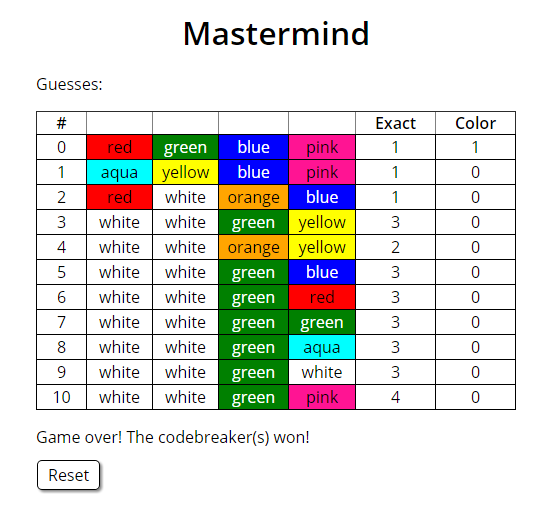 Mastermind
Guesses:
# Exact Color
0 red green blue pink 1 1
1 aqua yellow blue pink 1 0
2 red white orange blue 1 0
3 white white green yellow 3 0
4 white white orange yellow 2 0
5 white white green blue 3 0
6 white white green red 3 0
7 white white green green 3 0
8 white white green aqua 3 0
9 white white green white 3 0
10 white white green pink 4 0
Game over! The codebreaker(s) won!
Reset